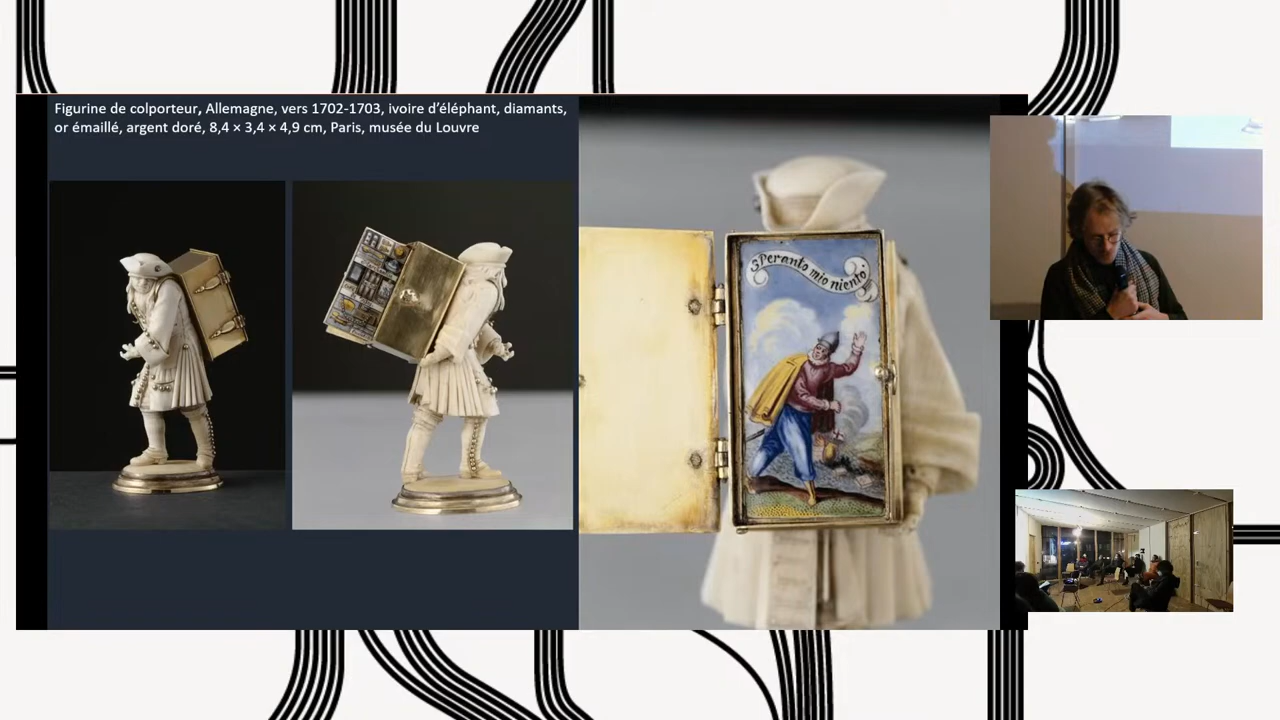 Figurine de colporteur, Allemagne, vers 1702-1703, ivoire d’éléphant, diamants,
or émaillé, argent doré, 8,4 × 3,4 × 4,9 cm, Paris, musée du Louvre
Speranto mio niento